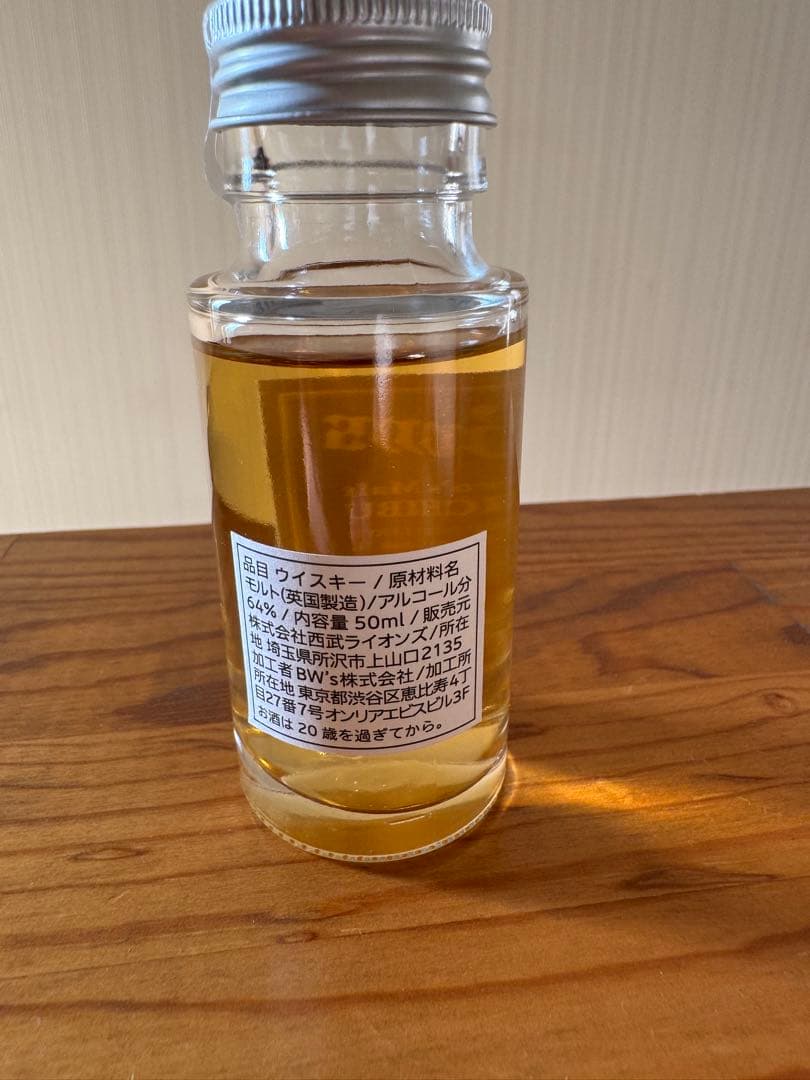 品目 ウイスキー / 原材料名
モルト(英国製造)/アルコール分
64% / 内容量 50ml / 販売元
株式会社西武ライオンズ/所在
地 埼玉県所沢市上山口2135
加工者 BW's株式会社/加工所
所在地 東京都渋谷区恵比寿4丁
目27番7号オンリアエビスビル3F
お酒は 20 歳を過ぎてから。